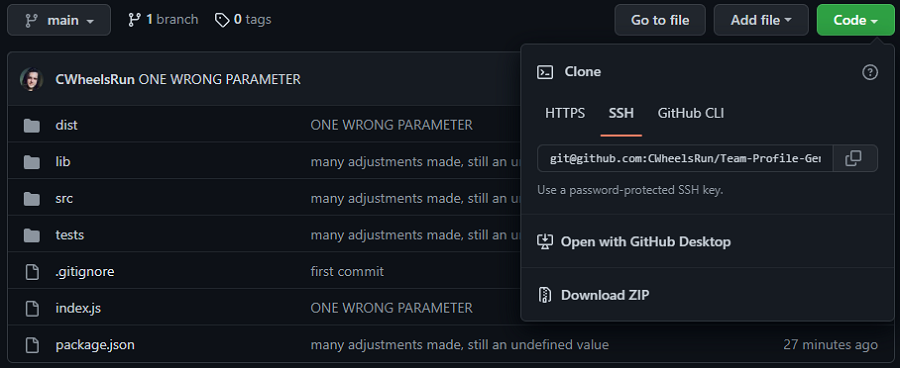 main
1 branch
0 tags
Go to file
Add file
Code
CWheelsRun ONE WRONG PARAMETER
dist ONE WRONG PARAMETER
lib many adjustments made, still an
src many adjustments made, still an
tests many adjustments made, still an
.gitignore first commit
index.js ONE WRONG PARAMETER
package.json many adjustments made, still an undefined value 27 minutes ago
Clone
HTTPS SSH GitHub CLI
git@github.com:CWheelsRun/Team-Profile-Ge
Use a password-protected SSH key.
Open with GitHub Desktop
Download ZIP